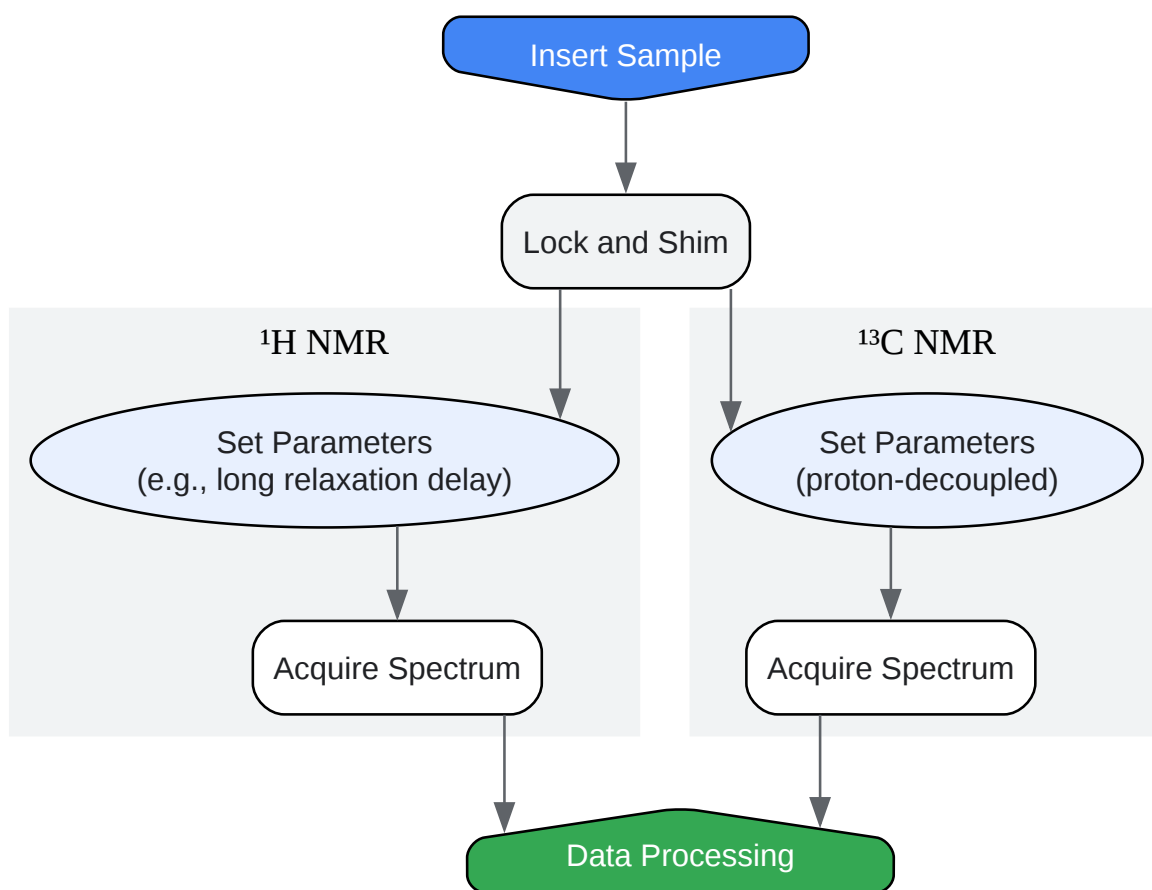 Insert Sample
Lock and Shim
¹H NMR
Set Parameters
(e.g., long relaxation delay)
Acquire Spectrum
¹³C NMR
Set Parameters
(proton-decoupled)
Acquire Spectrum
Data Processing